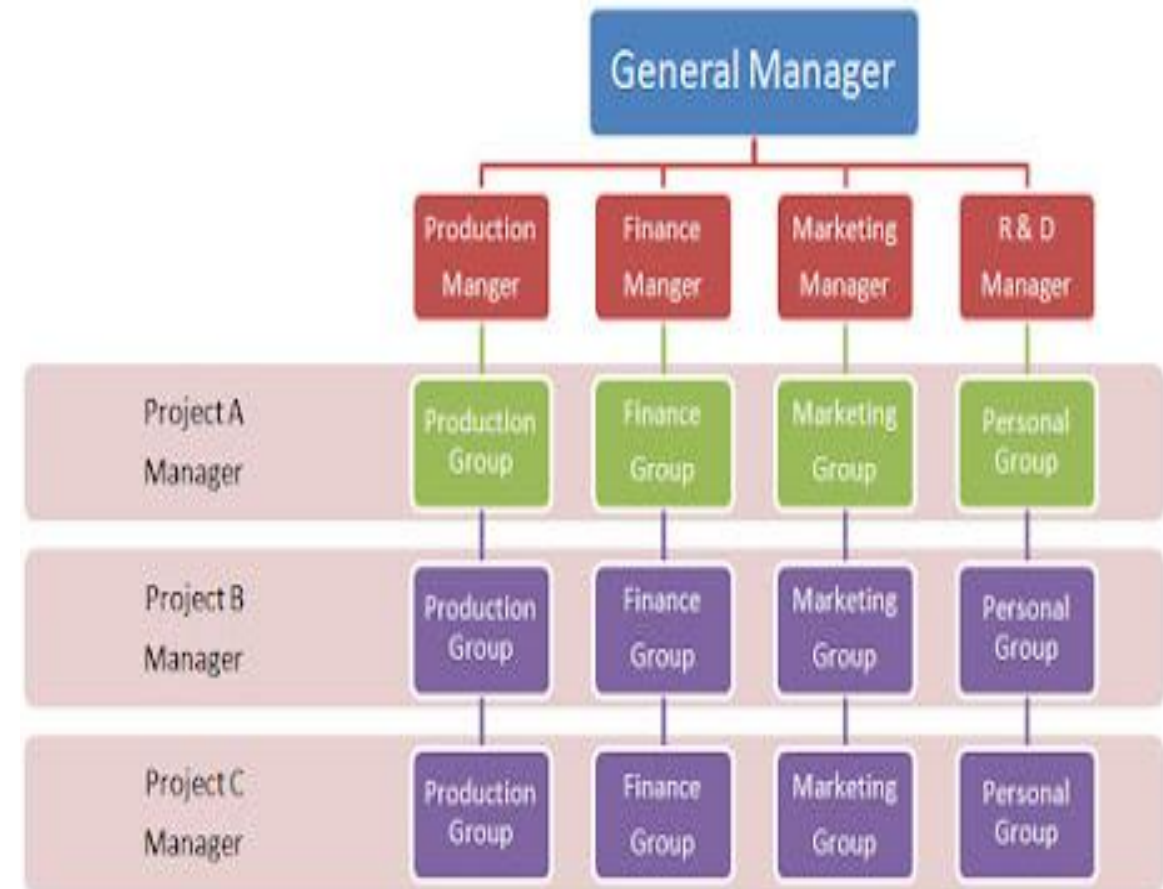 General Manager
Production
Manger
Finance
Manger
Marketing
Manager
R & D
Manager
Project A
Manager
Production
Group
Finance
Group
Marketing
Group
Personal
Group
Project B
Manager
Production
Group
Finance
Group
Marketing
Group
Personal
Group
Project C
Manager
Production
Group
Finance
Group
Marketing
Group
Personal
Group